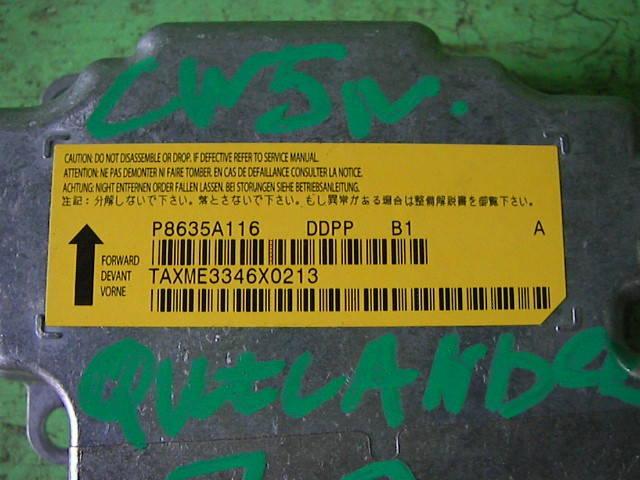 CW5W.
CAUTION: DO NOT DISASSEMBLE OR DROP. IF DEFECTIVE REFER TO SERVICE MANUAL.
ATTENTION: NE PAS DEMONTER NI FAIRE TOMBER. EN CAS DE DEFAILLANCE CONSULTER LA NOTICE.
ACHTUNG: NIGHT ENTFERNEN ORDER FALLEN LASSEN. BEI STORUNGEN SIEHE BETRIEBSANLEITUNG.
注記: 分解しないで下さい。落とさないで下さい。もし異常がある場合は整備解説書を御覧下さい。
P8635A116 DDPP B1 A
FORWARD
DEVANT TAXME3346X0213
VORNE